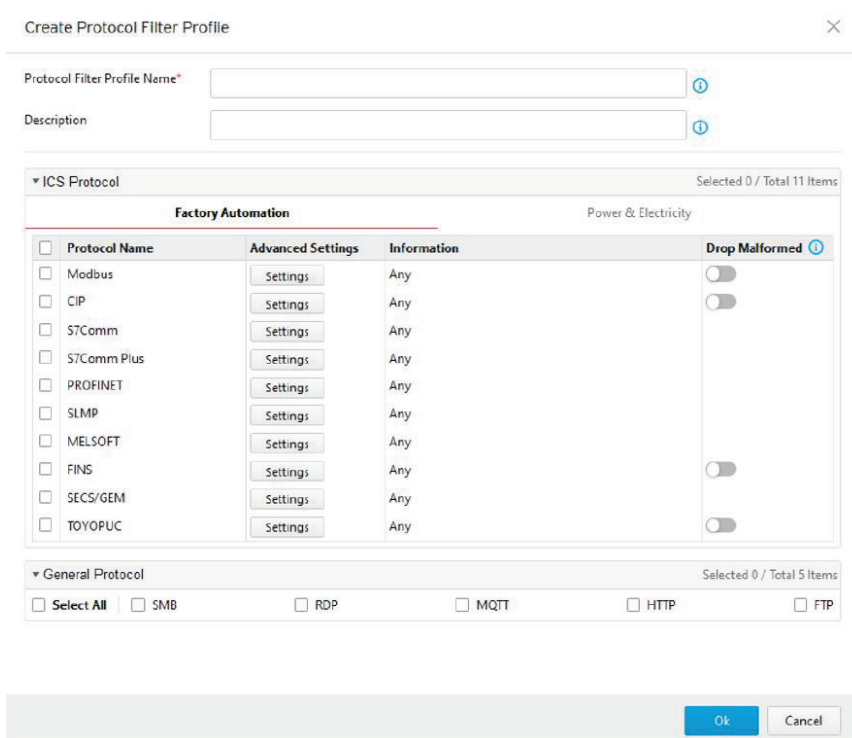 Create Protocol Filter Profile
Protocol Filter Profile Name*
Description
ICS Protocol Selected 0 / Total 11 Items
Factory Automation Power & Electricity
Protocol Name Advanced Settings Information Drop Malformed
Modbus Settings Any
CIP Settings Any
S7Comm Settings Any
S7Comm Plus Settings Any
PROFINET Settings Any
SLMP Settings Any
MELSOFT Settings Any
FINS Settings Any
SECS/GEM Settings Any
TOYOPUC Settings Any
General Protocol Selected 0 / Total 5 Items
Select All SMB RDP MQTT HTTP FTP
Ok Cancel